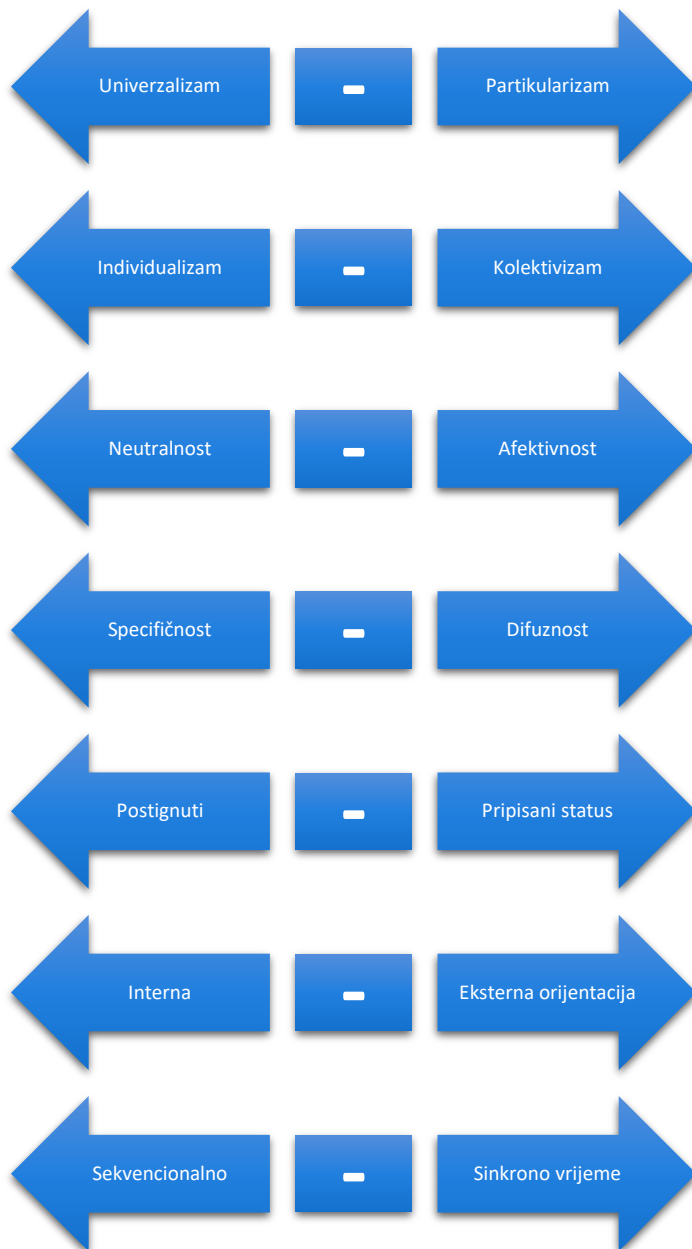 Univerzalizam - Partikularizam
Individualizam - Kolektivizam
Neutralnost - Afektivnost
Specifičnost - Difuznost
Postignuti - Pripisani status
Interna - Eksterna orijentacija
Sekvencionalno - Sinkrono vrijeme